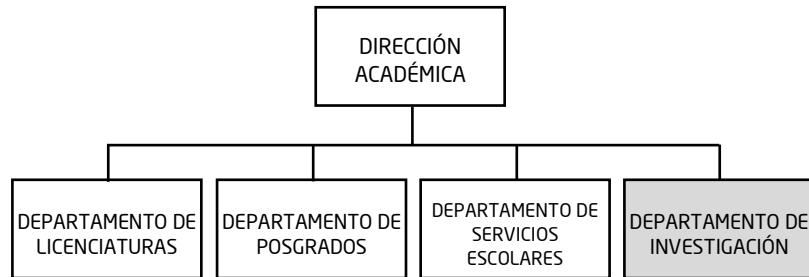 DIRECCIÓN
ACADÉMICA
DEPARTAMENTO DE
LICENCIATURAS
DEPARTAMENTO DE
POSGRADOS
DEPARTAMENTO DE
SERVICIOS
ESCOLARES
DEPARTAMENTO DE
INVESTIGACIÓN